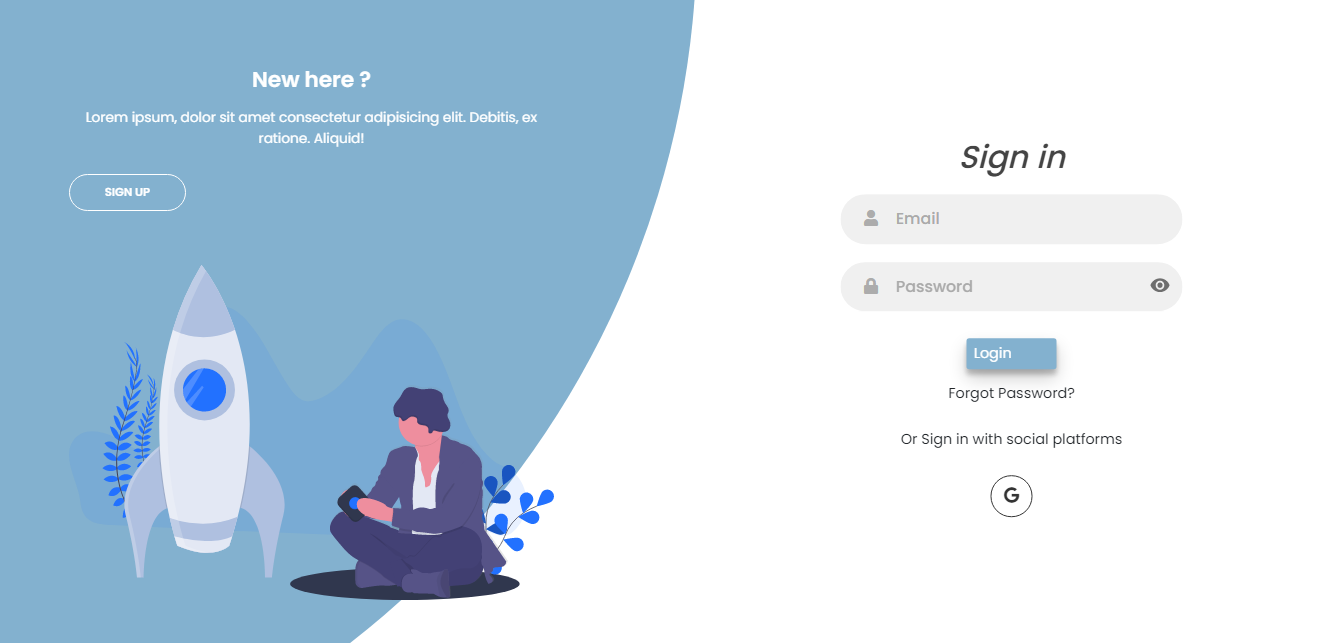 New here ?
Lorem ipsum, dolor sit amet consectetur adipisicing elit. Debitis, ex
ratione. Aliquid!
SIGN UP
Sign in
Email
Password
Login
Forgot Password?
Or Sign in with social platforms
G